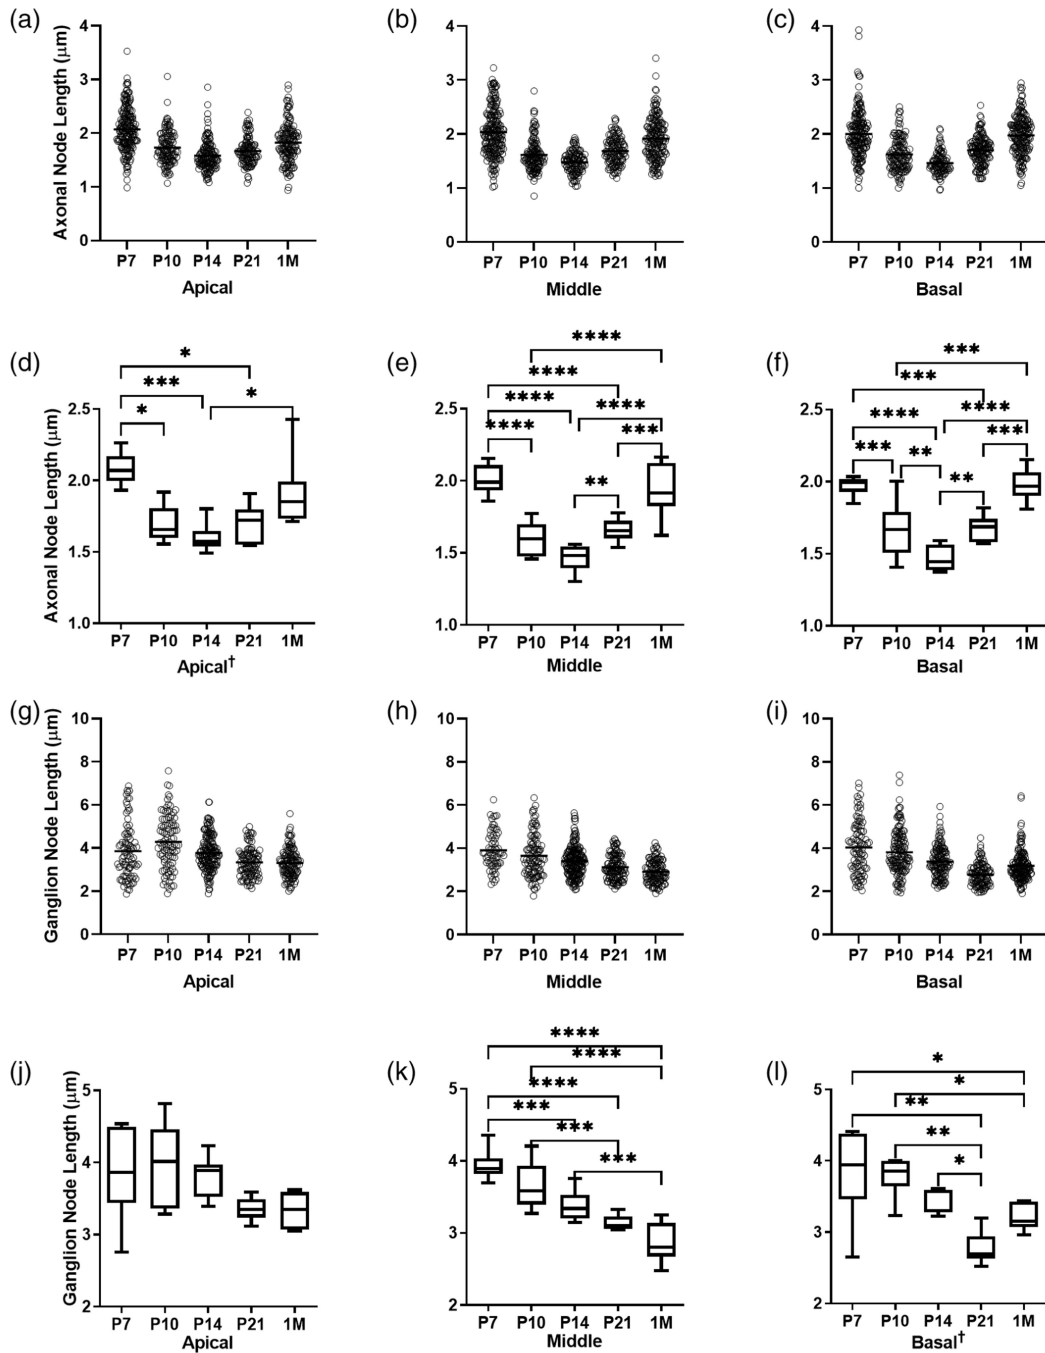 (a) (b) (c)
Axonal Node Length (μm)
4 4 4
3 3 3
2 2 2
1 1 1
0 0 0
P7 P10 P14 P21 1M P7 P10 P14 P21 1M P7 P10 P14 P21 1M
Apical Middle Basal
(d) (e) (f)
Axonal Node Length (μm)
* *** * *
**** **** **** **** *** **
*** *** **** **** *** *** ** **
2.5 2.5 2.5
2.0 2.0 2.0
1.5 1.5 1.5
1.0 1.0 1.0
P7 P10 P14 P21 1M P7 P10 P14 P21 1M P7 P10 P14 P21 1M
Apical† Middle Basal
(g) (h) (i)
Ganglion Node Length (μm)
10 10 10
8 8 8
6 6 6
4 4 4
2 2 2
0 0 0
P7 P10 P14 P21 1M P7 P10 P14 P21 1M P7 P10 P14 P21 1M
Apical Middle Basal
(j) (k) (l)
Ganglion Node Length (μm)
**** **** **** *** *** ***
* * ** ** *
5 5 5
4 4 4
3 3 3
2 2 2
P7 P10 P14 P21 1M P7 P10 P14 P21 1M P7 P10 P14 P21 1M
Apical Middle Basal†